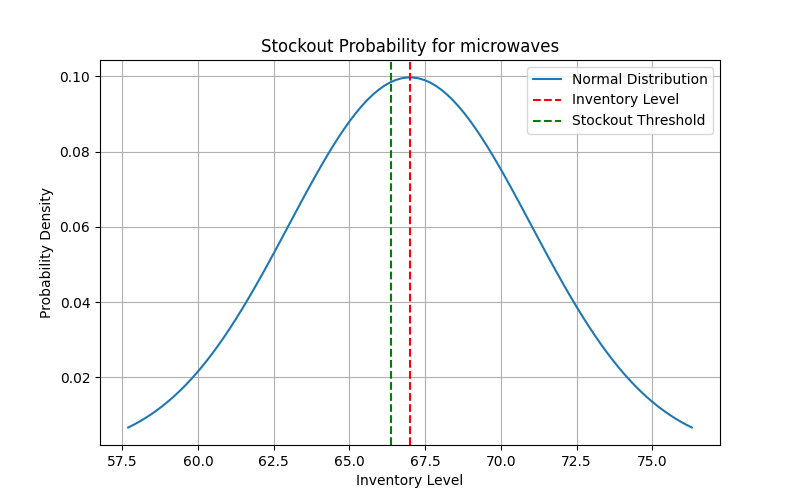 Stockout Probability for microwaves
Normal Distribution
Inventory Level
Stockout Threshold
Probability Density
0.10
0.08
0.06
0.04
0.02
57.5 60.0 62.5 65.0 67.5 70.0 72.5 75.0
Inventory Level